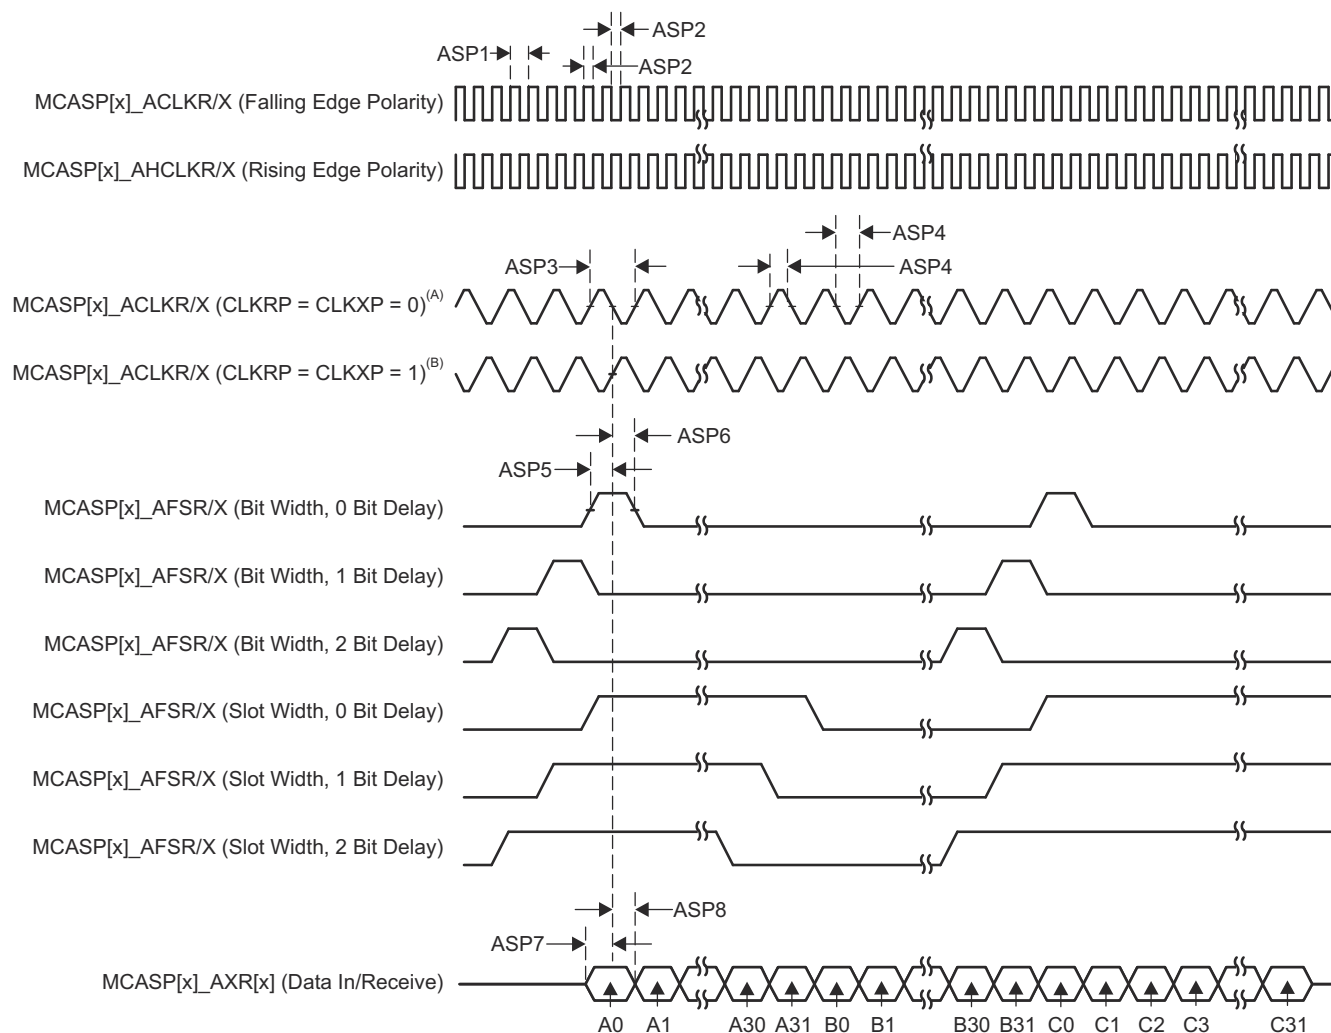 ASP2
ASP1
ASP2
MCASP[x]_ACLKR/X (Falling Edge Polarity)
MCASP[x]_AHCLKR/X (Rising Edge Polarity)
ASP4
ASP3
ASP4
MCASP[x]_ACLKR/X (CLKRP = CLKXP = 0)(A)
MCASP[x]_ACLKR/X (CLKRP = CLKXP = 1)(B)
ASP6
ASP5
MCASP[x]_AFSR/X (Bit Width, 0 Bit Delay)
MCASP[x]_AFSR/X (Bit Width, 1 Bit Delay)
MCASP[x]_AFSR/X (Bit Width, 2 Bit Delay)
MCASP[x]_AFSR/X (Slot Width, 0 Bit Delay)
MCASP[x]_AFSR/X (Slot Width, 1 Bit Delay)
MCASP[x]_AFSR/X (Slot Width, 2 Bit Delay)
ASP8
ASP7
MCASP[x]_AXR[x] (Data In/Receive)
A0 A1 A30 A31 B0 B1 B30 B31 C0 C1 C2 C3 C31